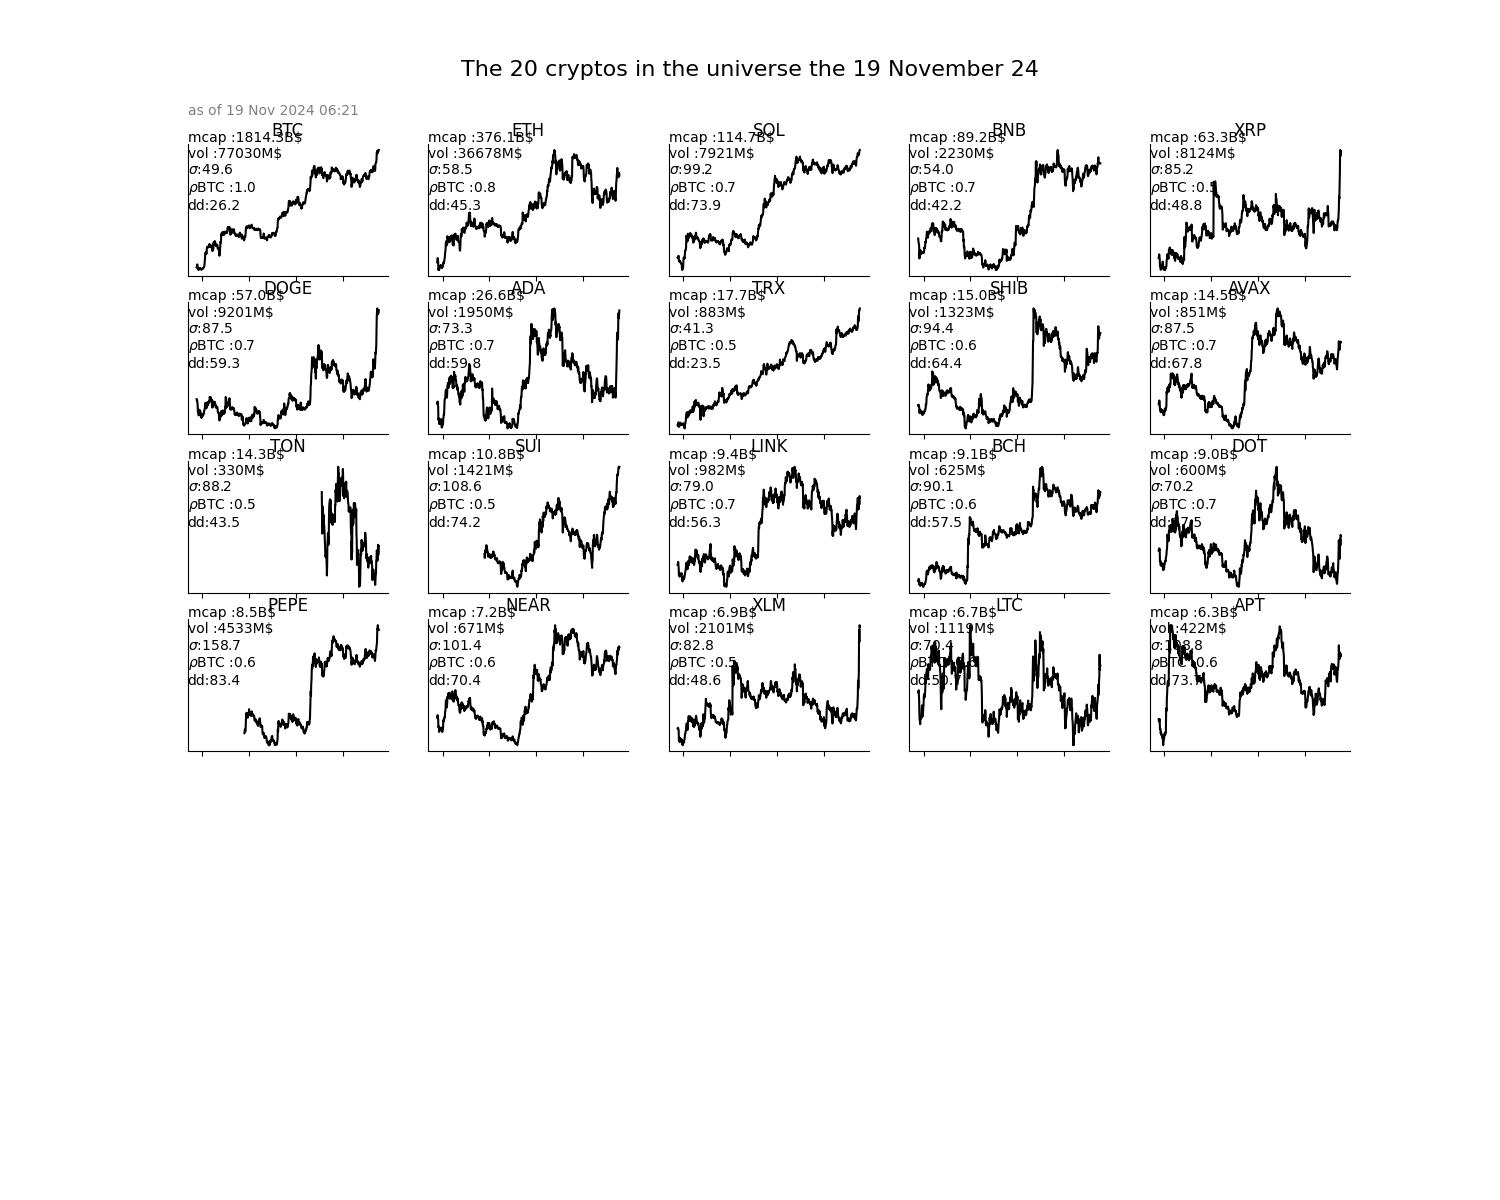 The 20 cryptos in the universe the 19 November 24
as of 19 Nov 2024 06:21
BTC
mcap :1814.3B$
vol :77030M$
σ:49.6
ρBTC :1.0
dd:26.2
ETH
mcap :376.1B$
vol :36678M$
σ:58.5
ρBTC :0.8
dd:45.3
SOL
mcap :114.7B$
vol :7921M$
σ:99.2
ρBTC :0.7
dd:73.9
BNB
mcap :89.2B$
vol :2230M$
σ:54.0
ρBTC :0.7
dd:42.2
XRP
mcap :63.3B$
vol :8124M$
σ:85.2
ρBTC :0.5
dd:48.8
DOGE
mcap :57.0B$
vol :9201M$
σ:87.5
ρBTC :0.7
dd:59.3
ADA
mcap :26.6B$
vol :1950M$
σ:73.3
ρBTC :0.7
dd:59.8
TRX
mcap :17.7B$
vol :883M$
σ:41.3
ρBTC :0.5
dd:23.5
SHIB
mcap :15.0B$
vol :1323M$
σ:94.4
ρBTC :0.6
dd:64.4
AVAX
mcap :14.5B$
vol :851M$
σ:87.5
ρBTC :0.7
dd:67.8
TON
mcap :14.3B$
vol :330M$
σ:88.2
ρBTC :0.5
dd:43.5
SUI
mcap :10.8B$
vol :1421M$
σ:108.6
ρBTC :0.5
dd:74.2
LINK
mcap :9.4B$
vol :982M$
σ:79.0
ρBTC :0.7
dd:56.3
BCH
mcap :9.1B$
vol :625M$
σ:90.1
ρBTC :0.6
dd:57.5
DOT
mcap :9.0B$
vol :600M$
σ:70.2
ρBTC :0.7
PEPE
mcap :8.5B$
vol :4533M$
σ:158.7
ρBTC :0.6
dd:83.4
NEAR
mcap :7.2B$
vol :671M$
σ:101.4
ρBTC :0.6
dd:70.4
XLM
mcap :6.9B$
vol :2101M$
σ:82.8
ρBTC :0.5
dd:48.6
LTC
mcap :6.7B$
vol :1119M$
σ:70.4
APT
mcap :6.3B$
vol :422M$
σ:108.8
ρBTC :0.6